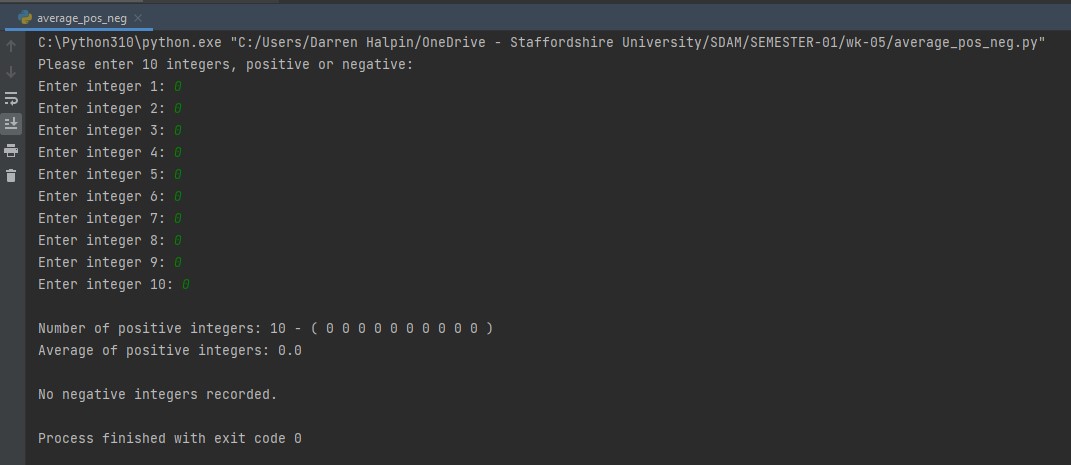 average_pos_neg
C:\Python310\python.exe "C:/Users/Darren Halpin/OneDrive - Staffordshire University/SDAM/SEMESTER-01/wk-05/average_pos_neg.py"
Please enter 10 integers, positive or negative:
Enter integer 1: 0
Enter integer 2: 0
Enter integer 3: 0
Enter integer 4: 0
Enter integer 5: 0
Enter integer 6: 0
Enter integer 7: 0
Enter integer 8: 0
Enter integer 9: 0
Enter integer 10: 0
Number of positive integers: 10 - ( 0 0 0 0 0 0 0 0 0 0 )
Average of positive integers: 0.0
No negative integers recorded.
Process finished with exit code 0